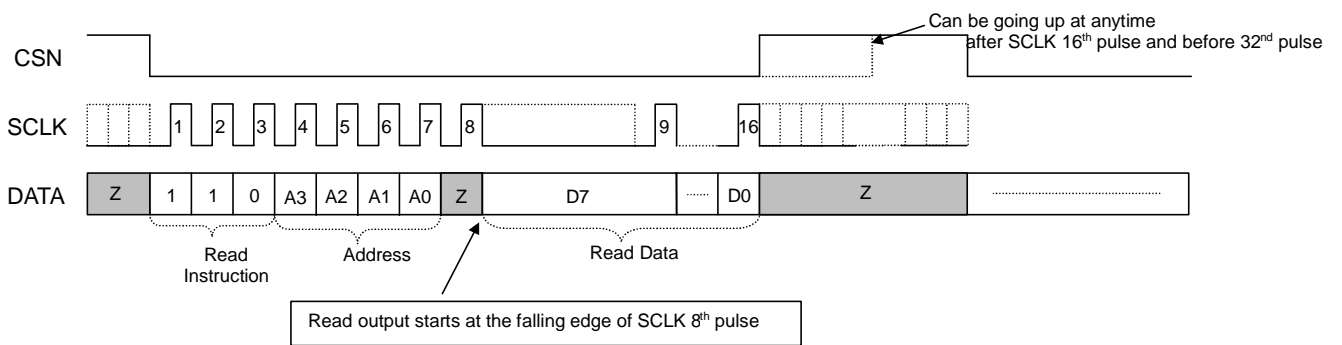 Can be going up at anytime
after SCLK 16th pulse and before 32nd pulse
CSN
SCLK 1 2 3 4 5 6 7 8 9 16
DATA Z 1 1 0 A3 A2 A1 A0 Z D7 ...... D0 Z
Read Instruction
Address
Read Data
Read output starts at the falling edge of SCLK 8th pulse